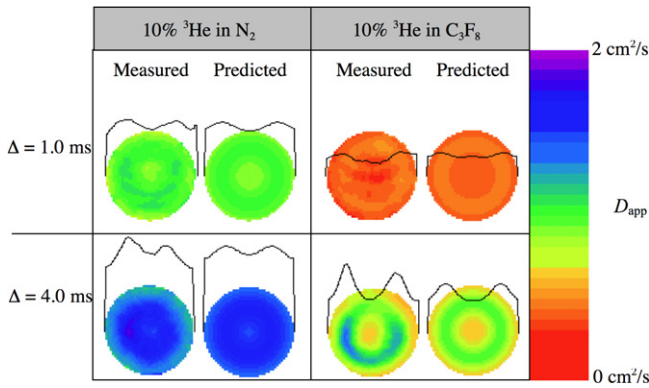 10% ³He in N₂ 10% ³He in C₃F₈
Measured Predicted Measured Predicted
2 cm²/s
Δ = 1.0 ms
D_app
Δ = 4.0 ms
0 cm²/s